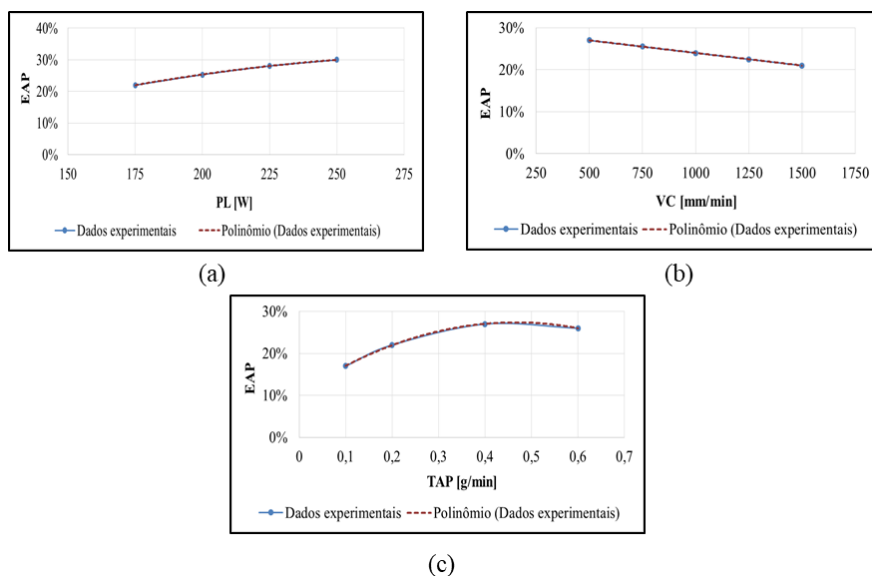 40%
30%
20%
10%
0%
EAP
150 175 200 225 250 275
PL [W]
Dados experimentais Polinômio (Dados experimentais)
(a)
30%
20%
10%
0%
EAP
250 500 750 1000 1250 1500 1750
VC [mm/min]
Dados experimentais Polinômio (Dados experimentais)
(b)
30%
20%
10%
0%
EAP
0 0,1 0,2 0,3 0,4 0,5 0,6 0,7
TAP [g/min]
Dados experimentais Polinômio (Dados experimentais)
(c)